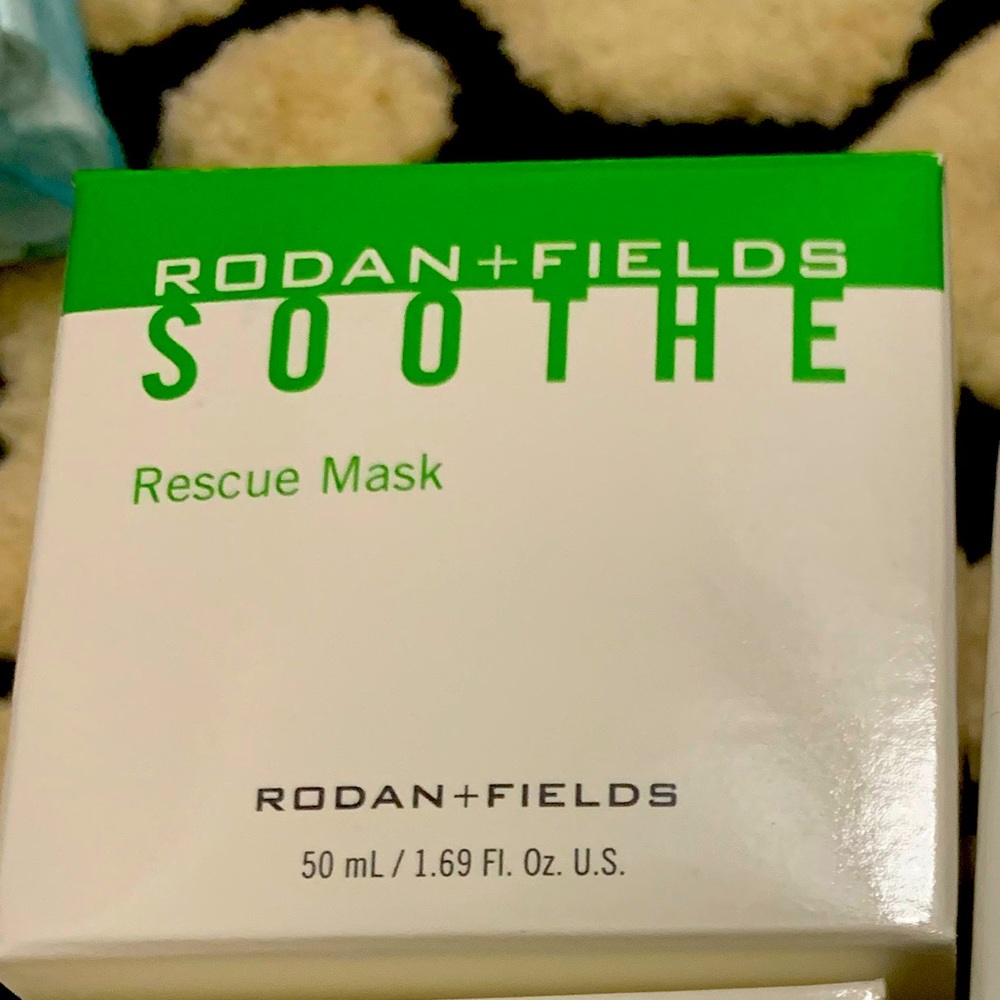 RODAN+FIELDS
SOOTHE
Rescue Mask
RODAN+FIELDS
50 mL / 1.69 Fl. Oz. U.S.